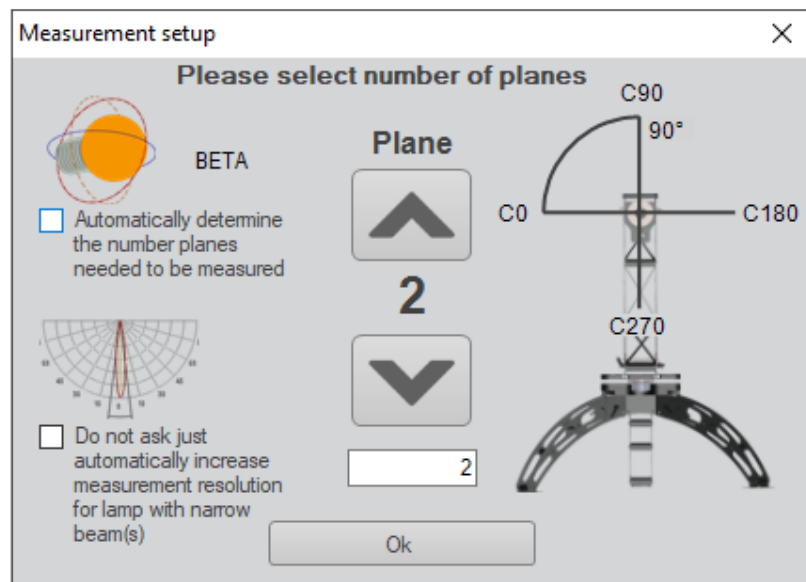 Measurement setup
Please select number of planes
BETA
Automatically determine
the number planes
needed to be measured
Do not ask just
automatically increase
measurement resolution
for lamp with narrow
beam(s)
Plane
2
2
C90
90°
C0
C180
C270
Ok